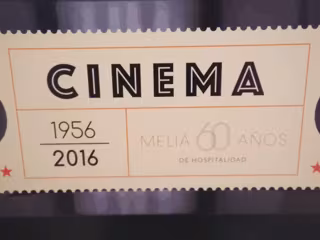 CINEMA
1956
2016
MELIÁ 60 AÑOS
DE HOSPITALIDAD